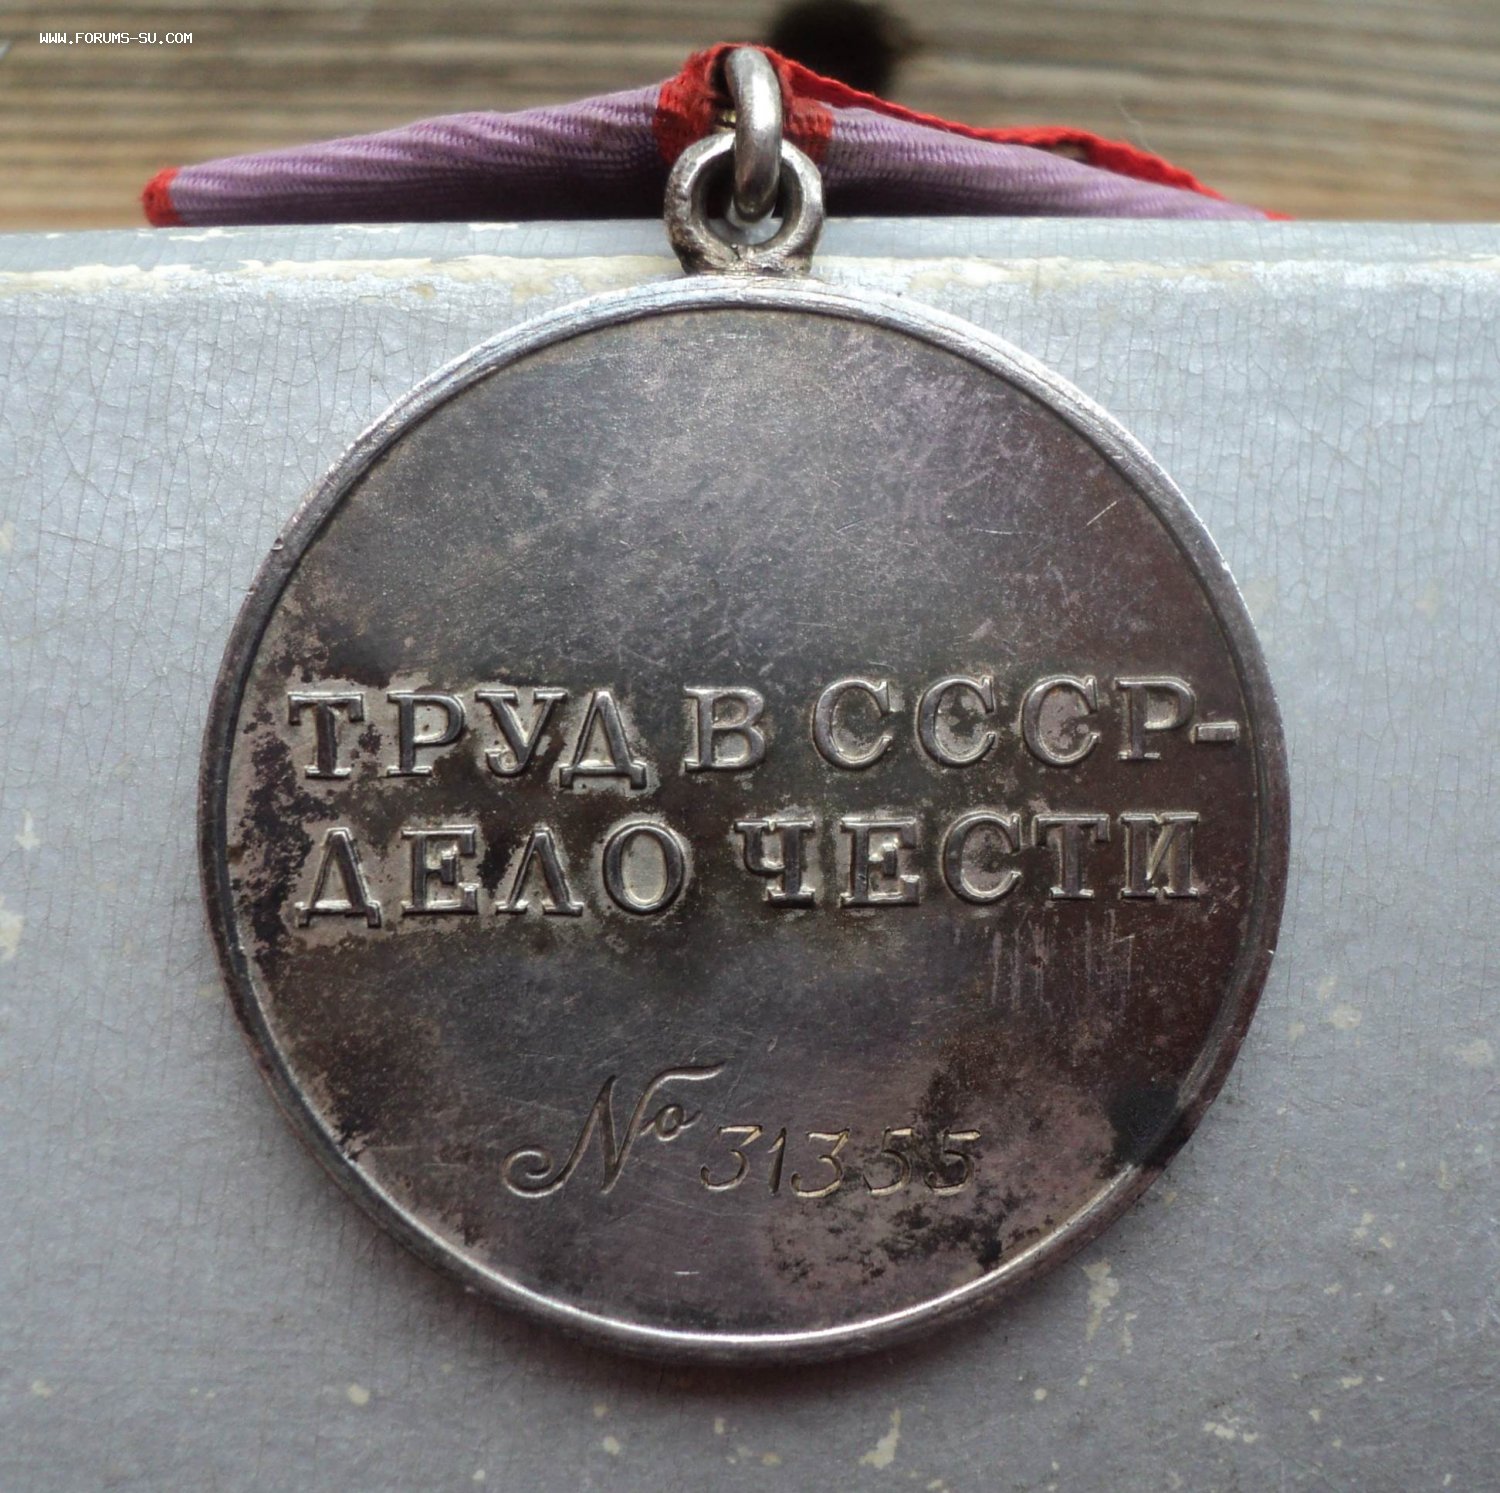 WWW.FORUMS-SU.COM
ТРУД В СССР-
ДЕЛО ЧЕСТИ
№ 31355